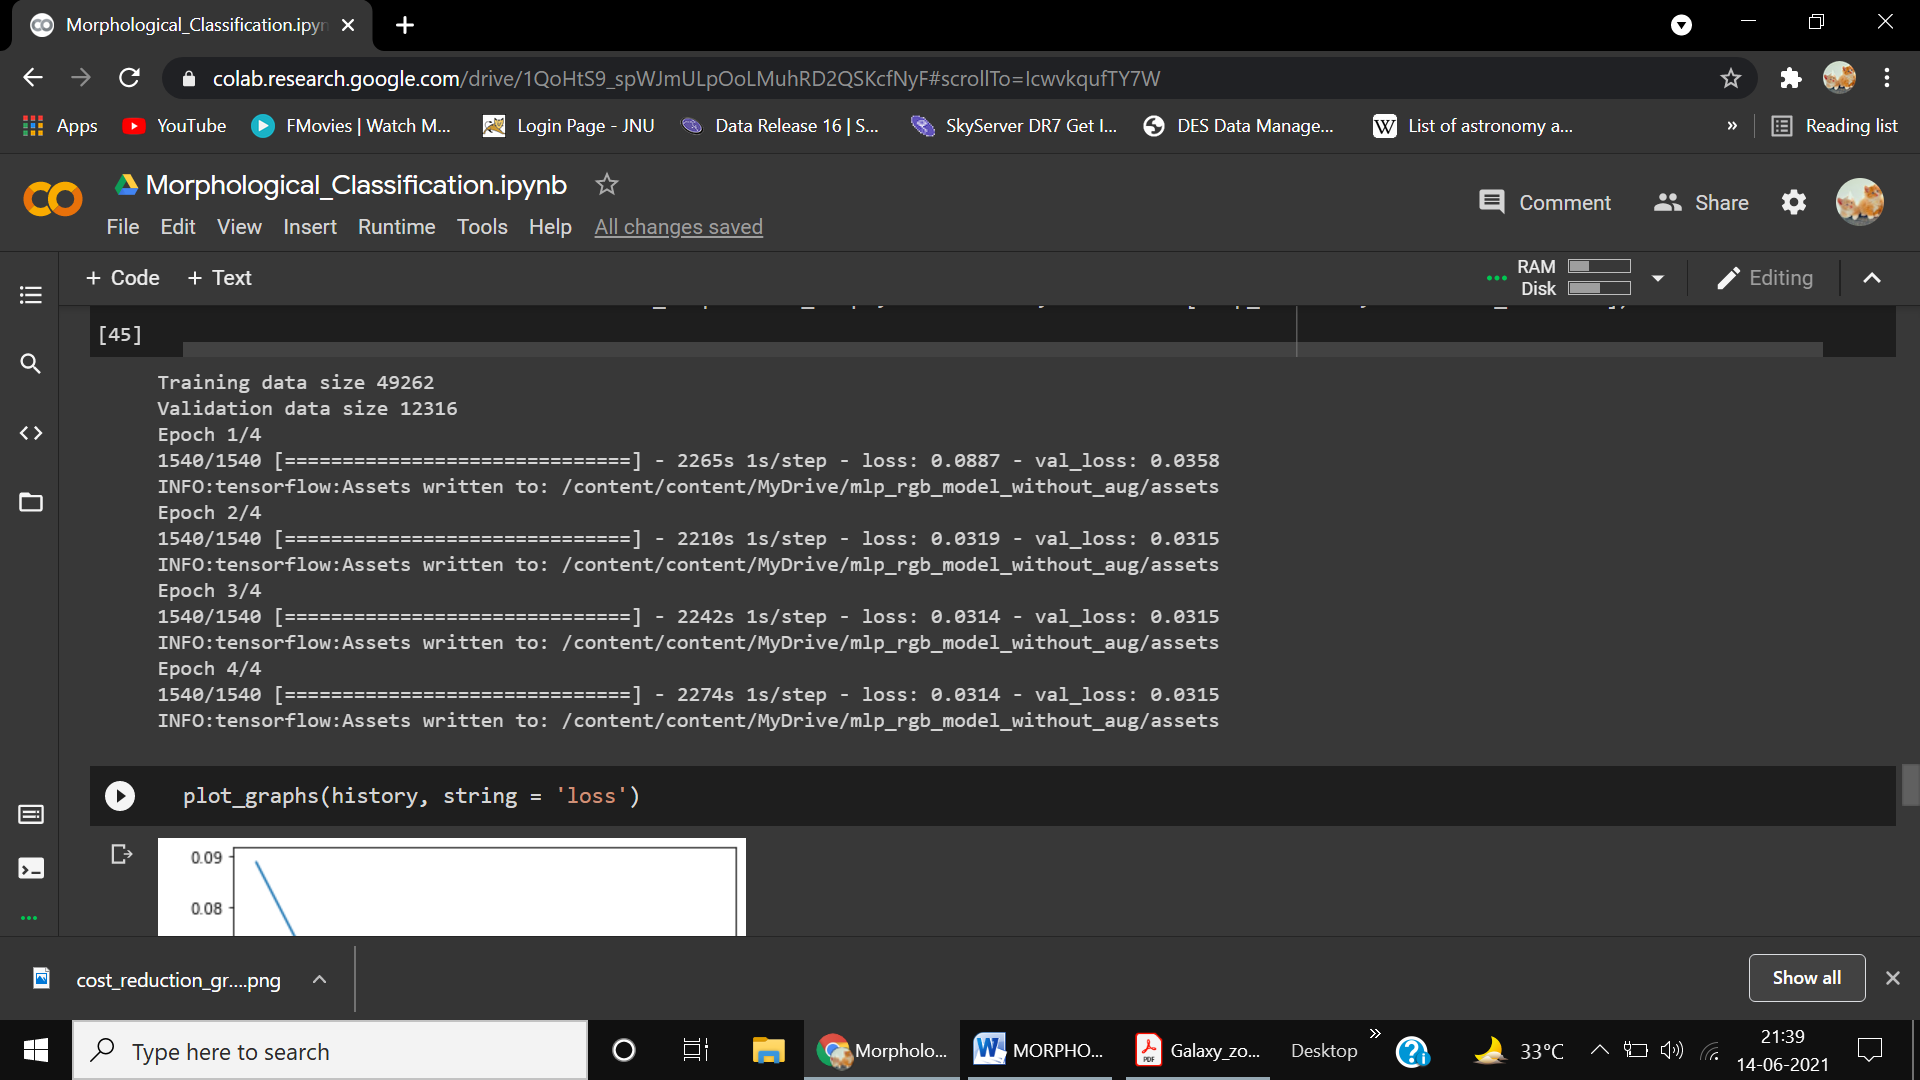 Morphological_Classification.ipyn
colab.research.google.com/drive/1QoHtS9_spWJmULpOoLMuhRD2QSKcfNyF#scrollTo=IcwvkqufTY7W
Apps YouTube FMovies | Watch M... Login Page - JNU Data Release 16 | S... SkyServer DR7 Get I... DES Data Manage... W List of astronomy a... » Reading list
Morphological_Classification.ipynb
Comment Share
File Edit View Insert Runtime Tools Help All changes saved
+ Code + Text
RAM
Disk
Editing
[45]
Training data size 49262
Validation data size 12316
Epoch 1/4
1540/1540 [==============================] - 2265s 1s/step - loss: 0.0887 - val_loss: 0.0358
INFO:tensorflow:Assets written to: /content/content/MyDrive/mlp_rgb_model_without_aug/assets
Epoch 2/4
1540/1540 [==============================] - 2210s 1s/step - loss: 0.0319 - val_loss: 0.0315
INFO:tensorflow:Assets written to: /content/content/MyDrive/mlp_rgb_model_without_aug/assets
Epoch 3/4
1540/1540 [==============================] - 2242s 1s/step - loss: 0.0314 - val_loss: 0.0315
INFO:tensorflow:Assets written to: /content/content/MyDrive/mlp_rgb_model_without_aug/assets
Epoch 4/4
1540/1540 [==============================] - 2274s 1s/step - loss: 0.0314 - val_loss: 0.0315
INFO:tensorflow:Assets written to: /content/content/MyDrive/mlp_rgb_model_without_aug/assets
plot_graphs(history, string = 'loss')
0.09
0.08
cost_reduction_gr....png
Show all
Type here to search
Morpholo...
MORPHO...
Galaxy_zo...
Desktop
»
33°C
21:39
14-06-2021